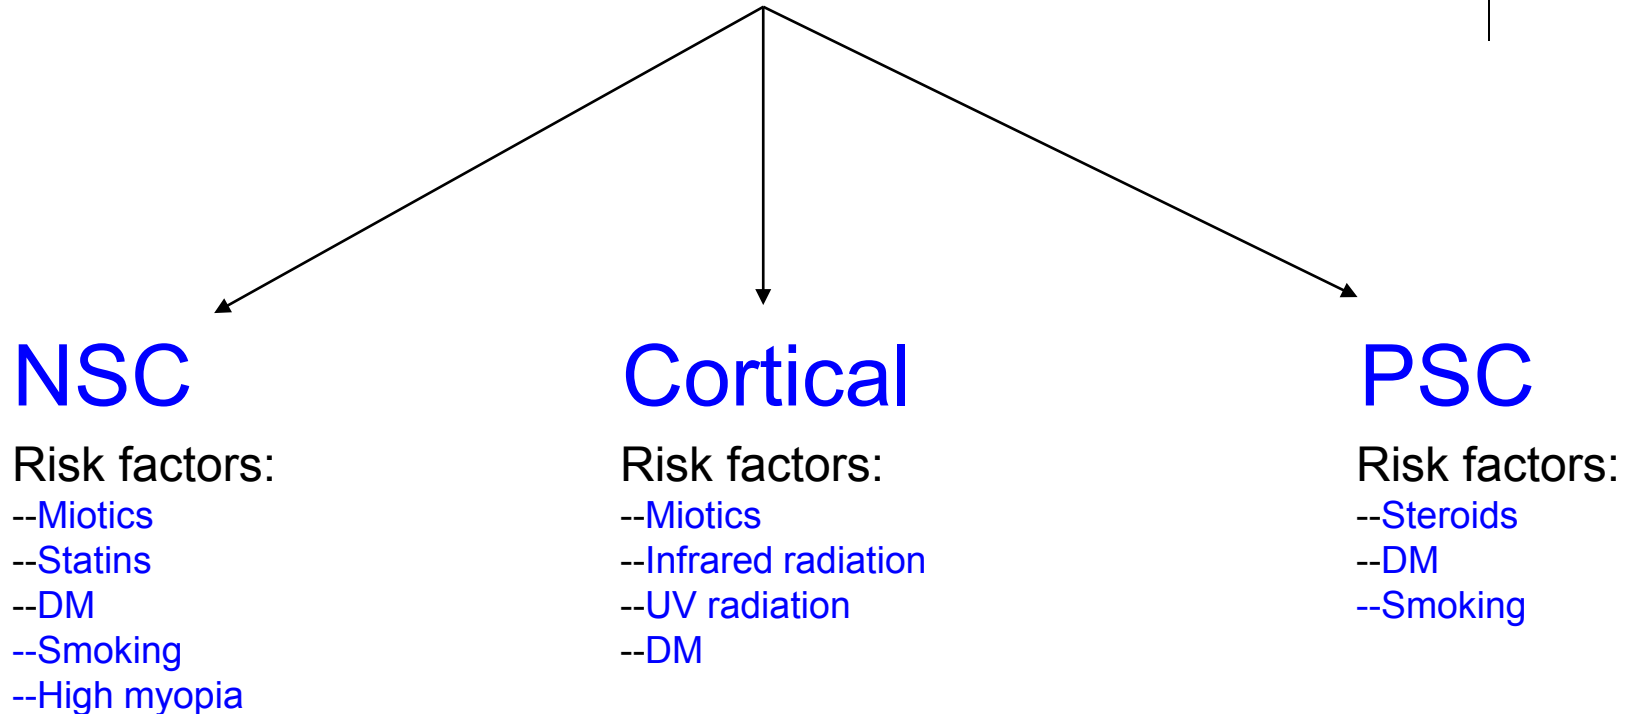 NSC
Risk factors:
--Miotics
--Statins
--DM
--Smoking
--High myopia
Cortical
Risk factors:
--Miotics
--Infrared radiation
--UV radiation
--DM
PSC
Risk factors:
--Steroids
--DM
--Smoking